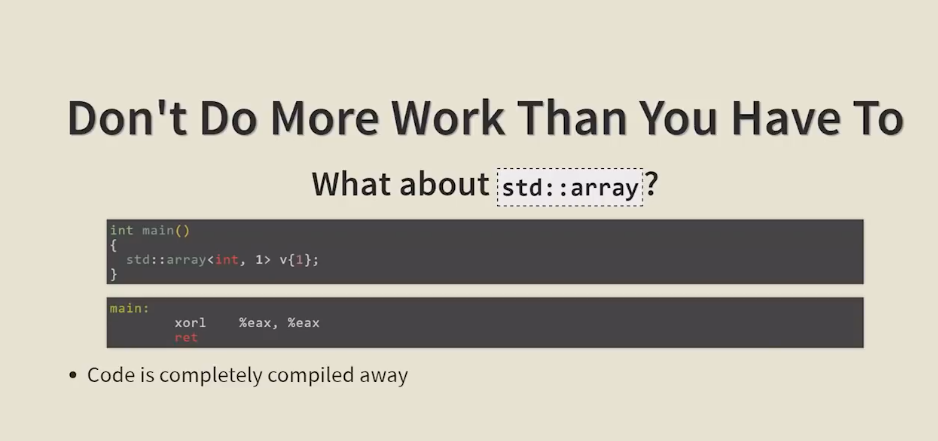 Don't Do More Work Than You Have To
What about std::array?
int main()
{
  std::array<int, 1> v{1};
}
main:
        xorl    %eax, %eax
        ret
• Code is completely compiled away